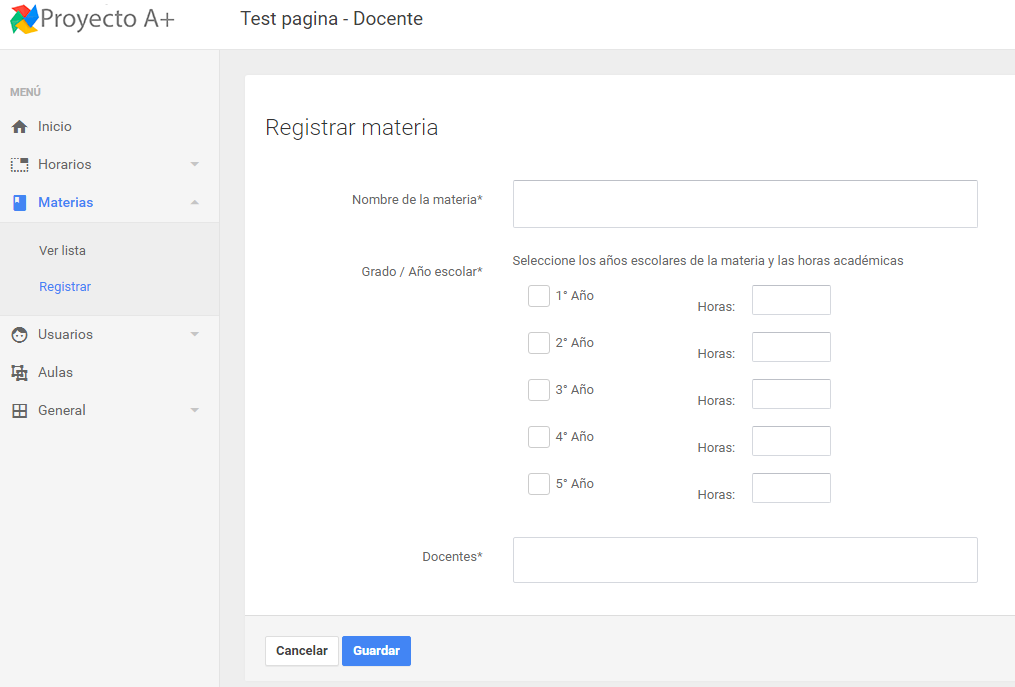 Proyecto A+
Test pagina - Docente
MENÚ
Inicio
Horarios
Materias
Ver lista
Registrar
Usuarios
Aulas
General
Registrar materia
Nombre de la materia*
Grado / Año escolar*
Seleccione los años escolares de la materia y las horas académicas
1° Año Horas:
2° Año Horas:
3° Año Horas:
4° Año Horas:
5° Año Horas:
Docentes*
Cancelar Guardar